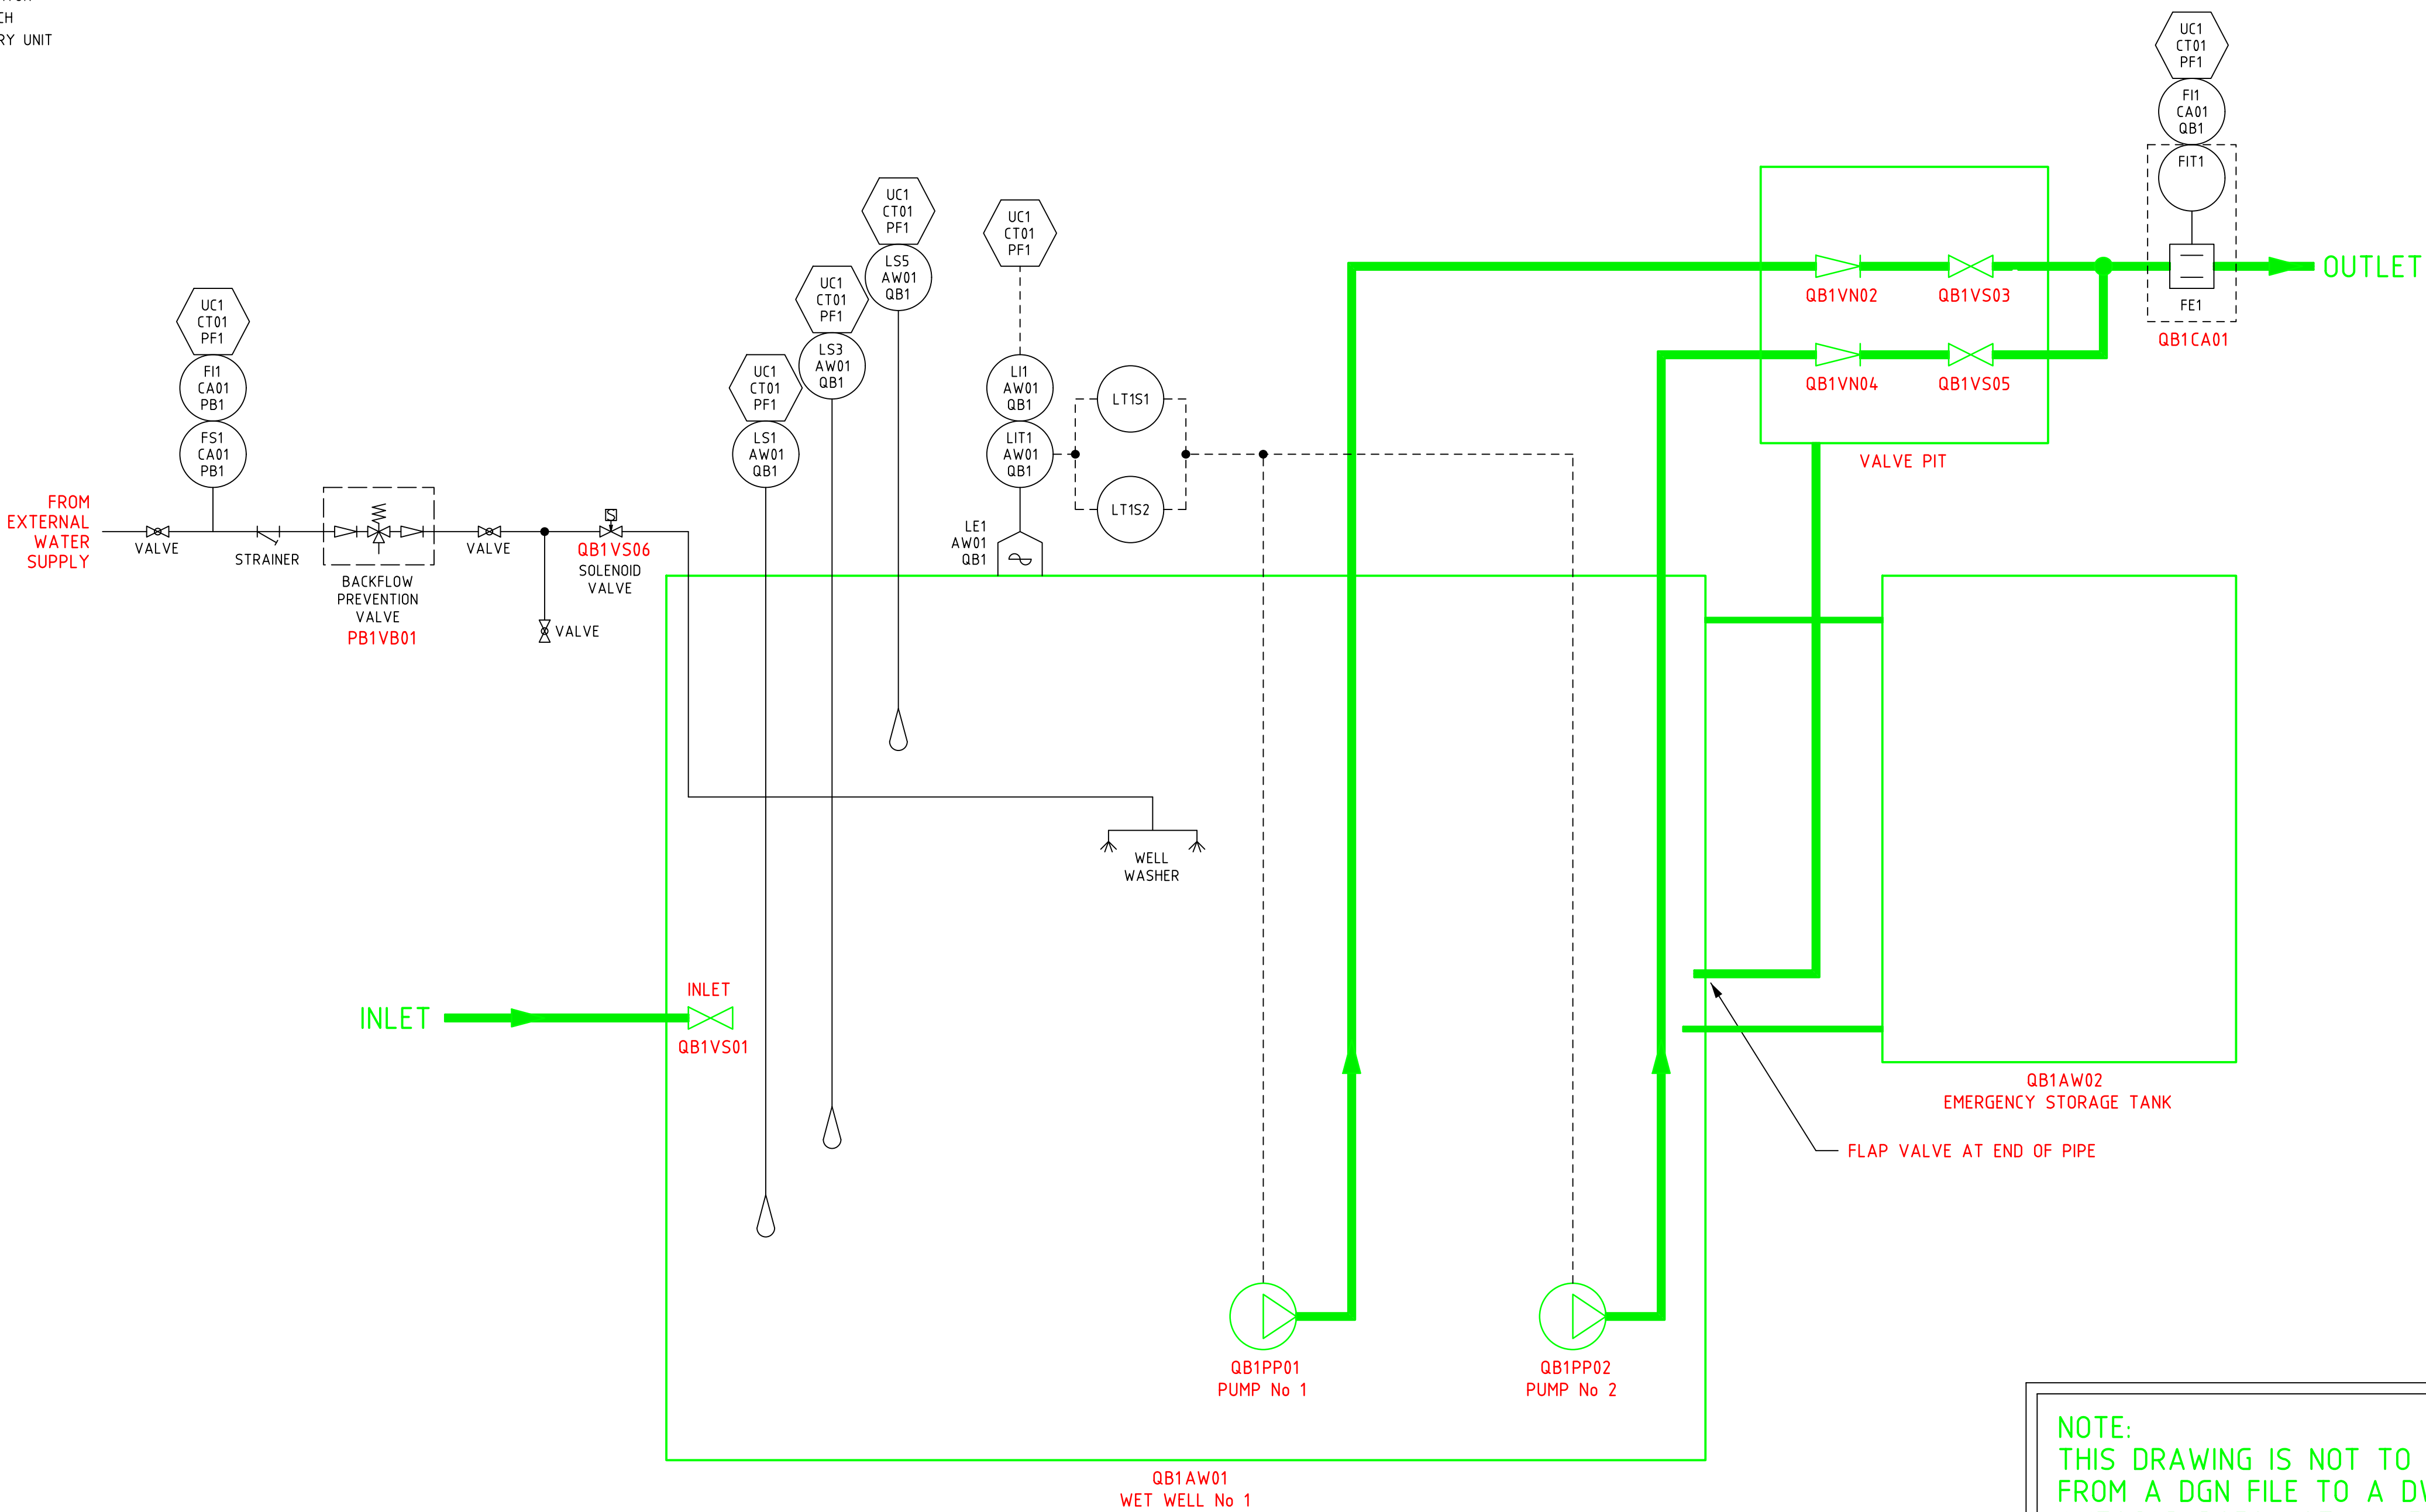 CH
RY UNIT
UC1
CT01
PF1
FI1
CA01
QB1
FIT1
FE1
QB1CA01
OUTLET
QB1VN02
QB1VS03
QB1VN04
QB1VS05
VALVE PIT
UC1
CT01
PF1
LS5
AW01
QB1
UC1
CT01
PF1
LS3
AW01
QB1
UC1
CT01
PF1
LS1
AW01
QB1
UC1
CT01
PF1
LI1
AW01
QB1
LIT1
AW01
QB1
LT1S1
LT1S2
LE1
AW01
QB1
UC1
CT01
PF1
FI1
CA01
PB1
FS1
CA01
PB1
FROM
EXTERNAL
WATER
SUPPLY
VALVE
STRAINER
BACKFLOW
PREVENTION
VALVE
PB1VB01
VALVE
VALVE
S
QB1VS06
SOLENOID
VALVE
WELL
WASHER
INLET
INLET
QB1VS01
QB1AW02
EMERGENCY STORAGE TANK
FLAP VALVE AT END OF PIPE
QB1PP01
PUMP No 1
QB1PP02
PUMP No 2
QB1AW01
WET WELL No 1
NOTE:
THIS DRAWING IS NOT TO
FROM A DGN FILE TO A